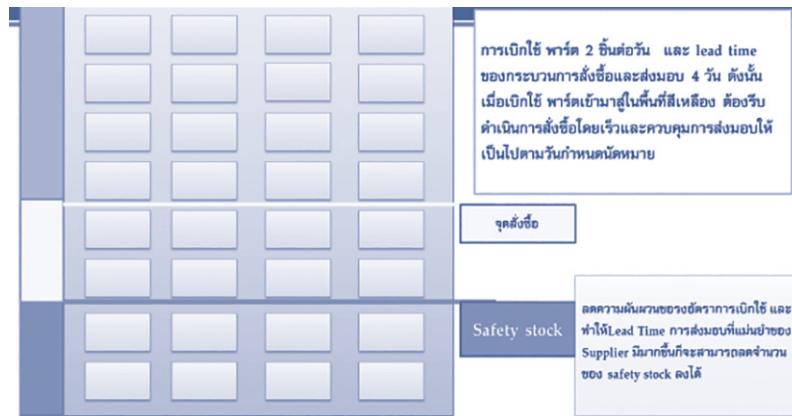 การเบิกใช้ พาร์ต 2 ชิ้นต่อวัน และ lead time
ของกระบวนการสั่งซื้อและส่งมอบ 4 วัน ดังนั้น
เมื่อเบิกใช้ พาร์ตเข้ามาสู่ในพื้นที่สีเหลือง ต้องรีบ
ดำเนินการสั่งซื้อโดยเร็วและควบคุมการส่งมอบให้
เป็นไปตามวันกำหนดนัดหมาย
จุดสั่งซื้อ
Safety stock
ลดความผันผวนของอัตราการเบิกใช้ และ
ทำให้Lead Time การส่งมอบที่แม่นยำของ
Supplier มีมากขึ้นก็จะสามารถลดจำนวน
ของ safety stock ลงได้